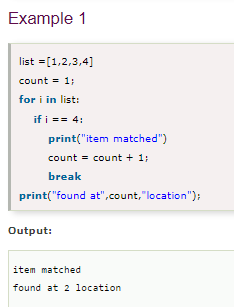 Example 1
list =[1,2,3,4]
count = 1;
for i in list:
    if i == 4:
        print("item matched")
        count = count + 1;
        break
print("found at",count,"location");
Output:
item matched
found at 2 location